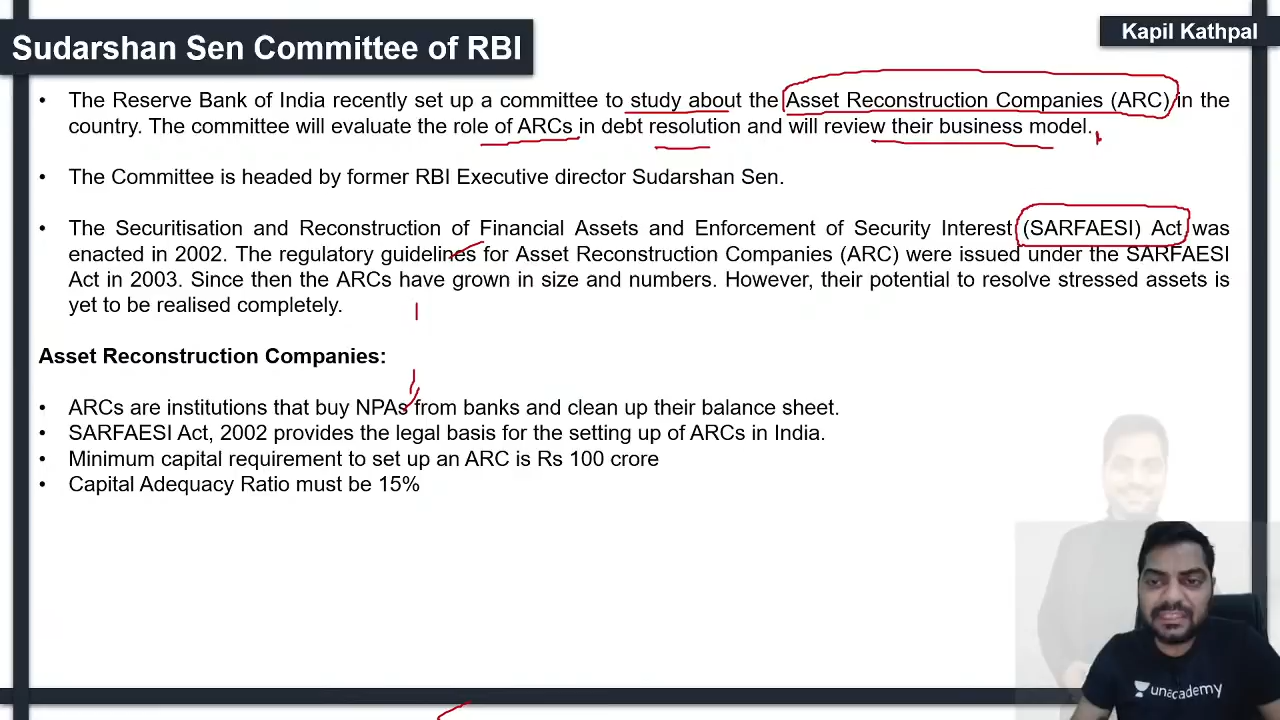 Sudarshan Sen Committee of RBI
Kapil Kathpal
• The Reserve Bank of India recently set up a committee to study about the Asset Reconstruction Companies (ARC) in the
country. The committee will evaluate the role of ARCs in debt resolution and will review their business model.
• The Committee is headed by former RBI Executive director Sudarshan Sen.
• The Securitisation and Reconstruction of Financial Assets and Enforcement of Security Interest (SARFAESI) Act was
enacted in 2002. The regulatory guidelines for Asset Reconstruction Companies (ARC) were issued under the SARFAESI
Act in 2003. Since then the ARCs have grown in size and numbers. However, their potential to resolve stressed assets is
yet to be realised completely.
Asset Reconstruction Companies:
• ARCs are institutions that buy NPAs from banks and clean up their balance sheet.
• SARFAESI Act, 2002 provides the legal basis for the setting up of ARCs in India.
• Minimum capital requirement to set up an ARC is Rs 100 crore
• Capital Adequacy Ratio must be 15%
unacademy